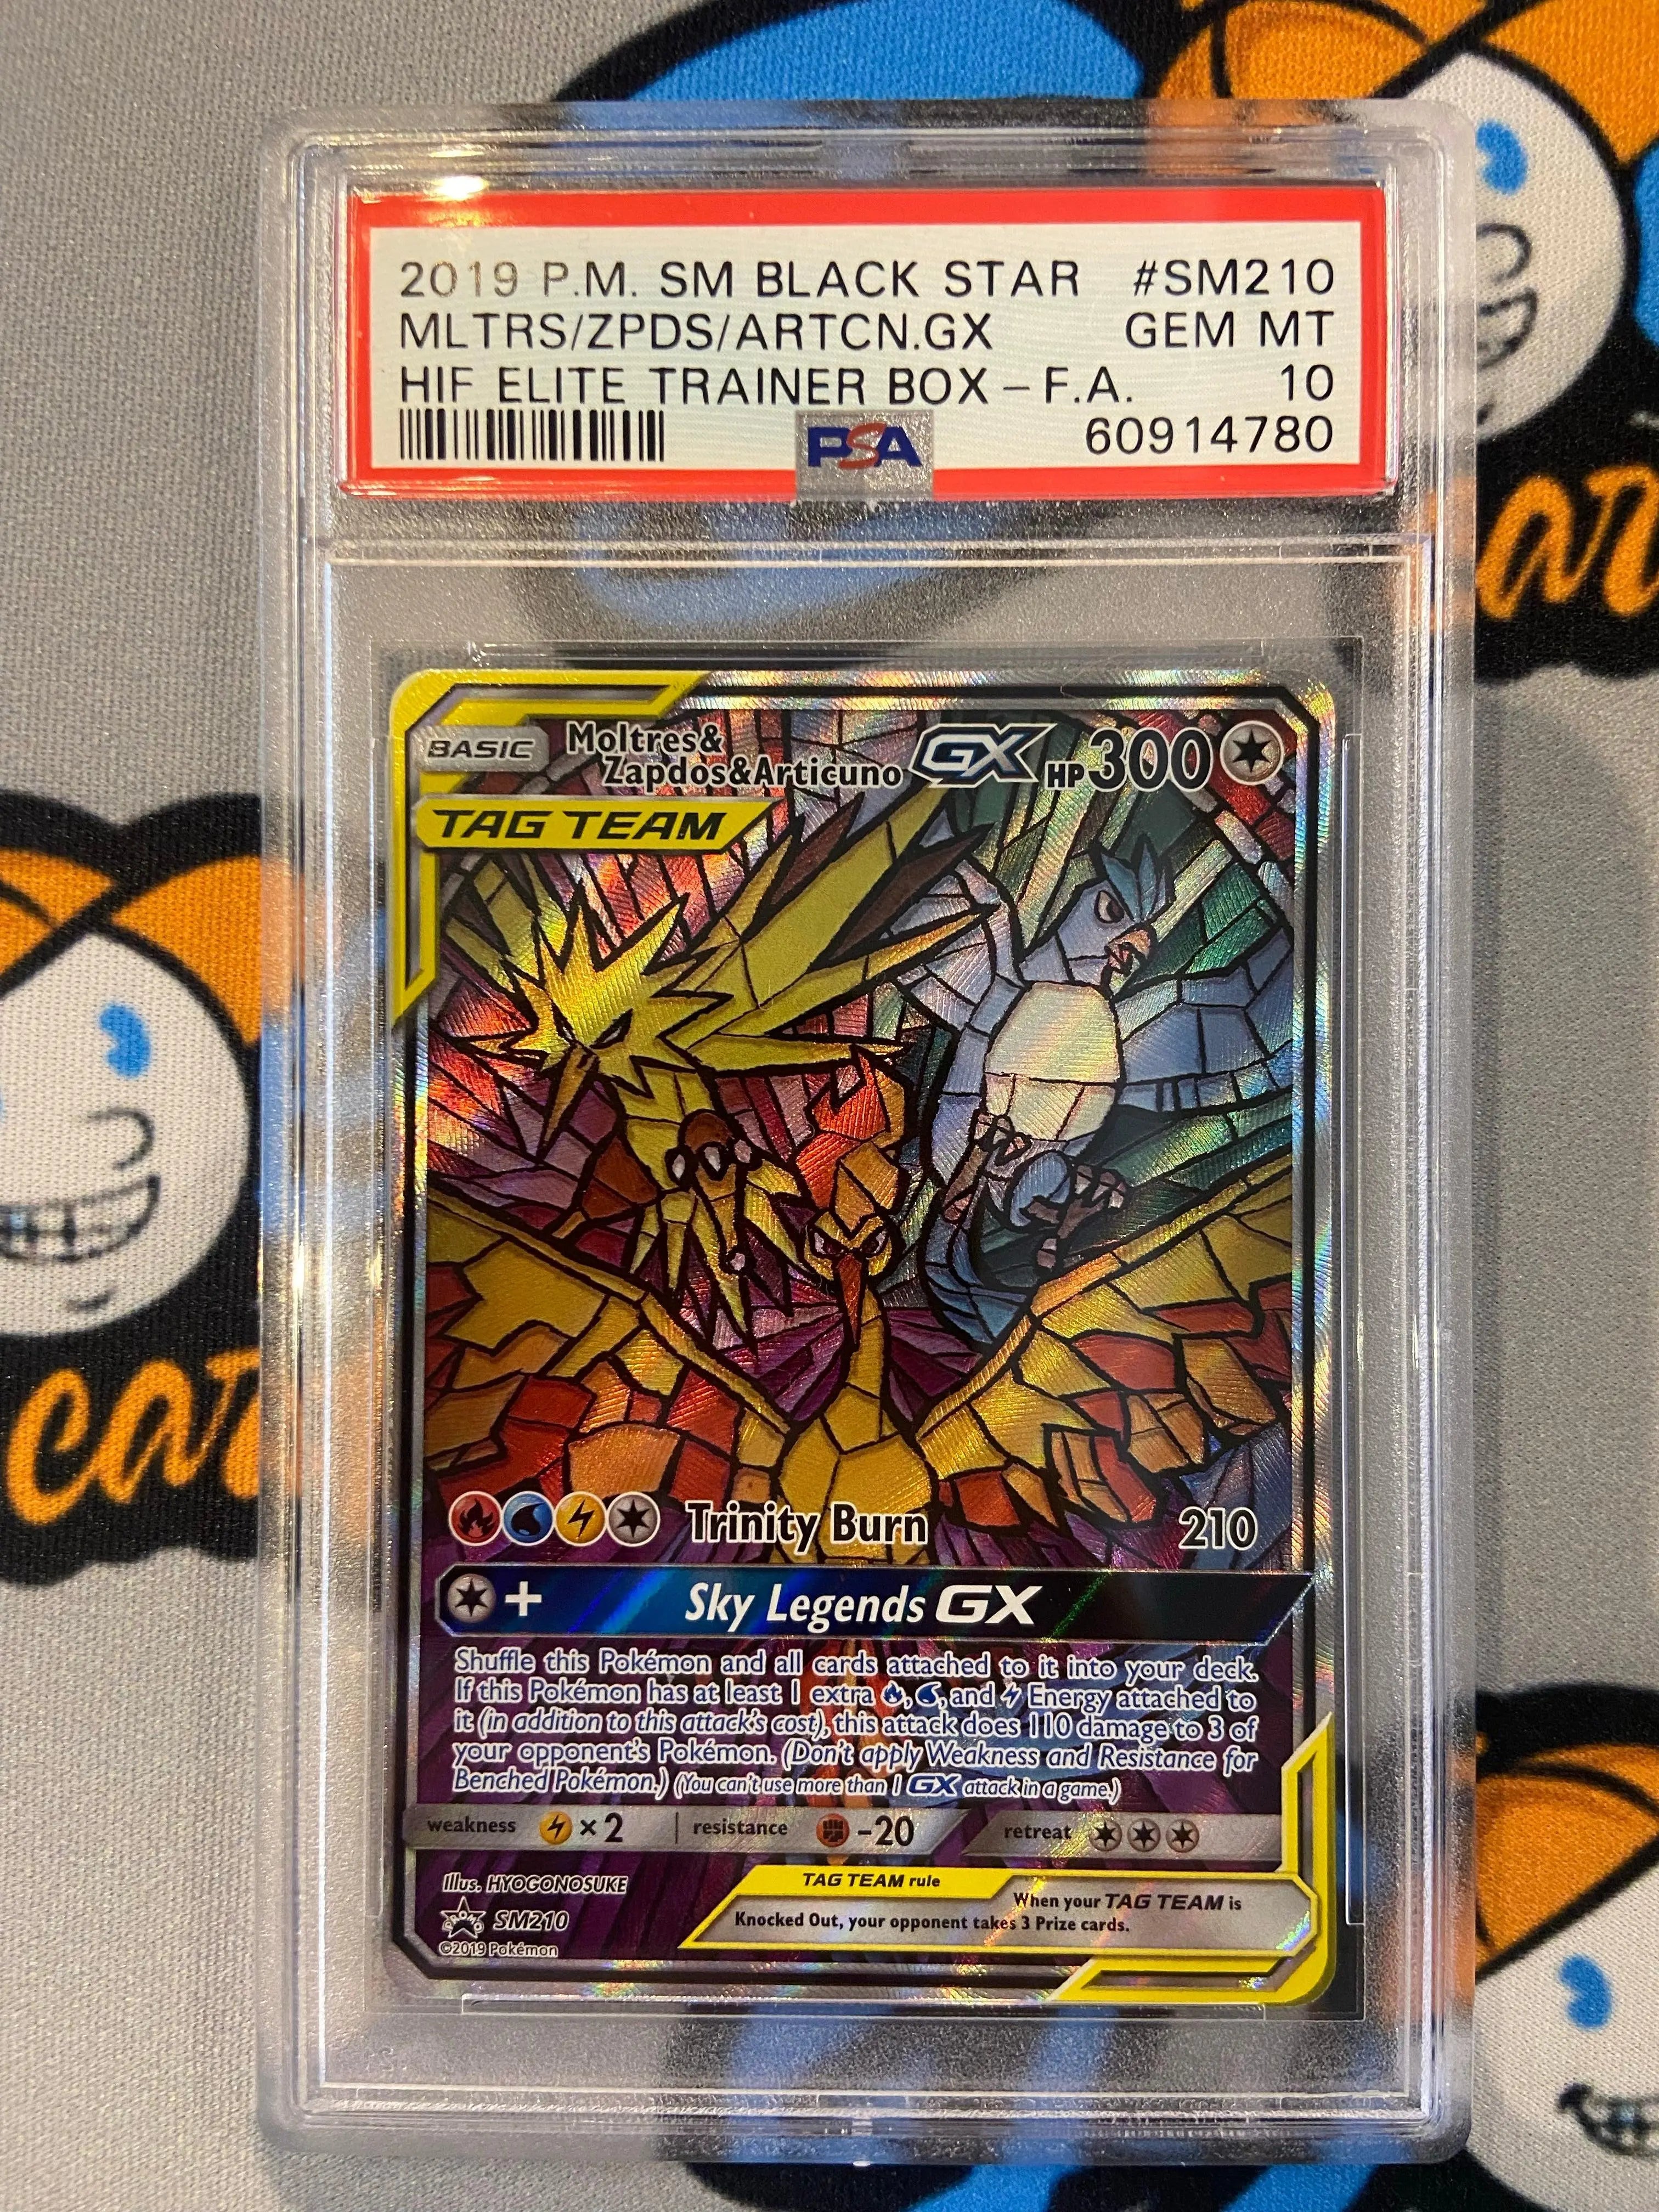 2019 P.M. SM BLACK STAR #SM210
MLTRS/ZPDS/ARTCN.GX GEM MT
HIF ELITE TRAINER BOX – F.A. 10
PSA 60914780
BASIC Moltres&
Zapdos&Articuno GX HP 300
TAG TEAM
Trinity Burn 210
+ Sky Legends GX
Shuffle this Pokémon and all cards attached to it into your deck.
If this Pokémon has at least 1 extra , , and Energy attached to
it (in addition to this attack's cost), this attack does 110 damage to 3 of
your opponent's Pokémon. (Don't apply Weakness and Resistance for
Benched Pokémon.) (You can't use more than 1 GX attack in a game.)
weakness ×2 resistance -20 retreat
Illus. HYOGONOSUKE
PROMO SM210
©2019 Pokémon
TAG TEAM rule
When your TAG TEAM is
Knocked Out, your opponent takes 3 Prize cards.